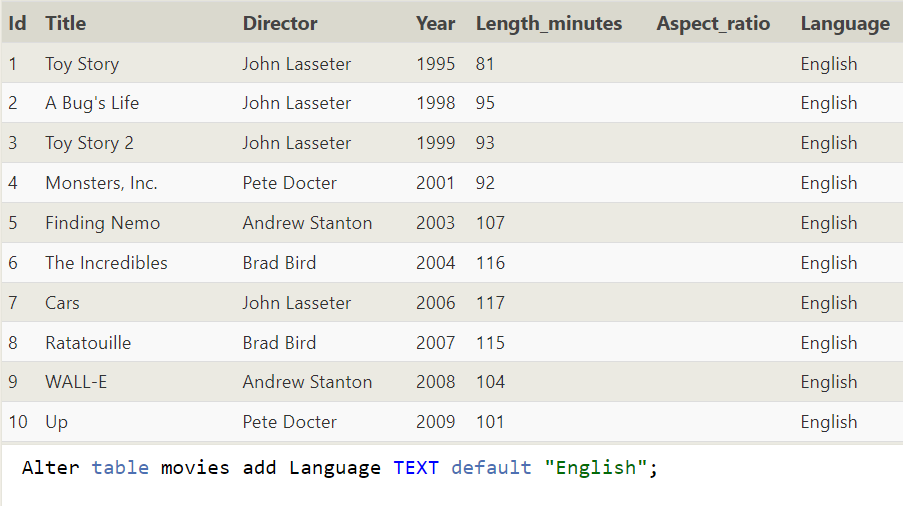 Id Title Director Year Length_minutes Aspect_ratio Language
1 Toy Story John Lasseter 1995 81 English
2 A Bug's Life John Lasseter 1998 95 English
3 Toy Story 2 John Lasseter 1999 93 English
4 Monsters, Inc. Pete Docter 2001 92 English
5 Finding Nemo Andrew Stanton 2003 107 English
6 The Incredibles Brad Bird 2004 116 English
7 Cars John Lasseter 2006 117 English
8 Ratatouille Brad Bird 2007 115 English
9 WALL-E Andrew Stanton 2008 104 English
10 Up Pete Docter 2009 101 English
Alter table movies add Language TEXT default "English";